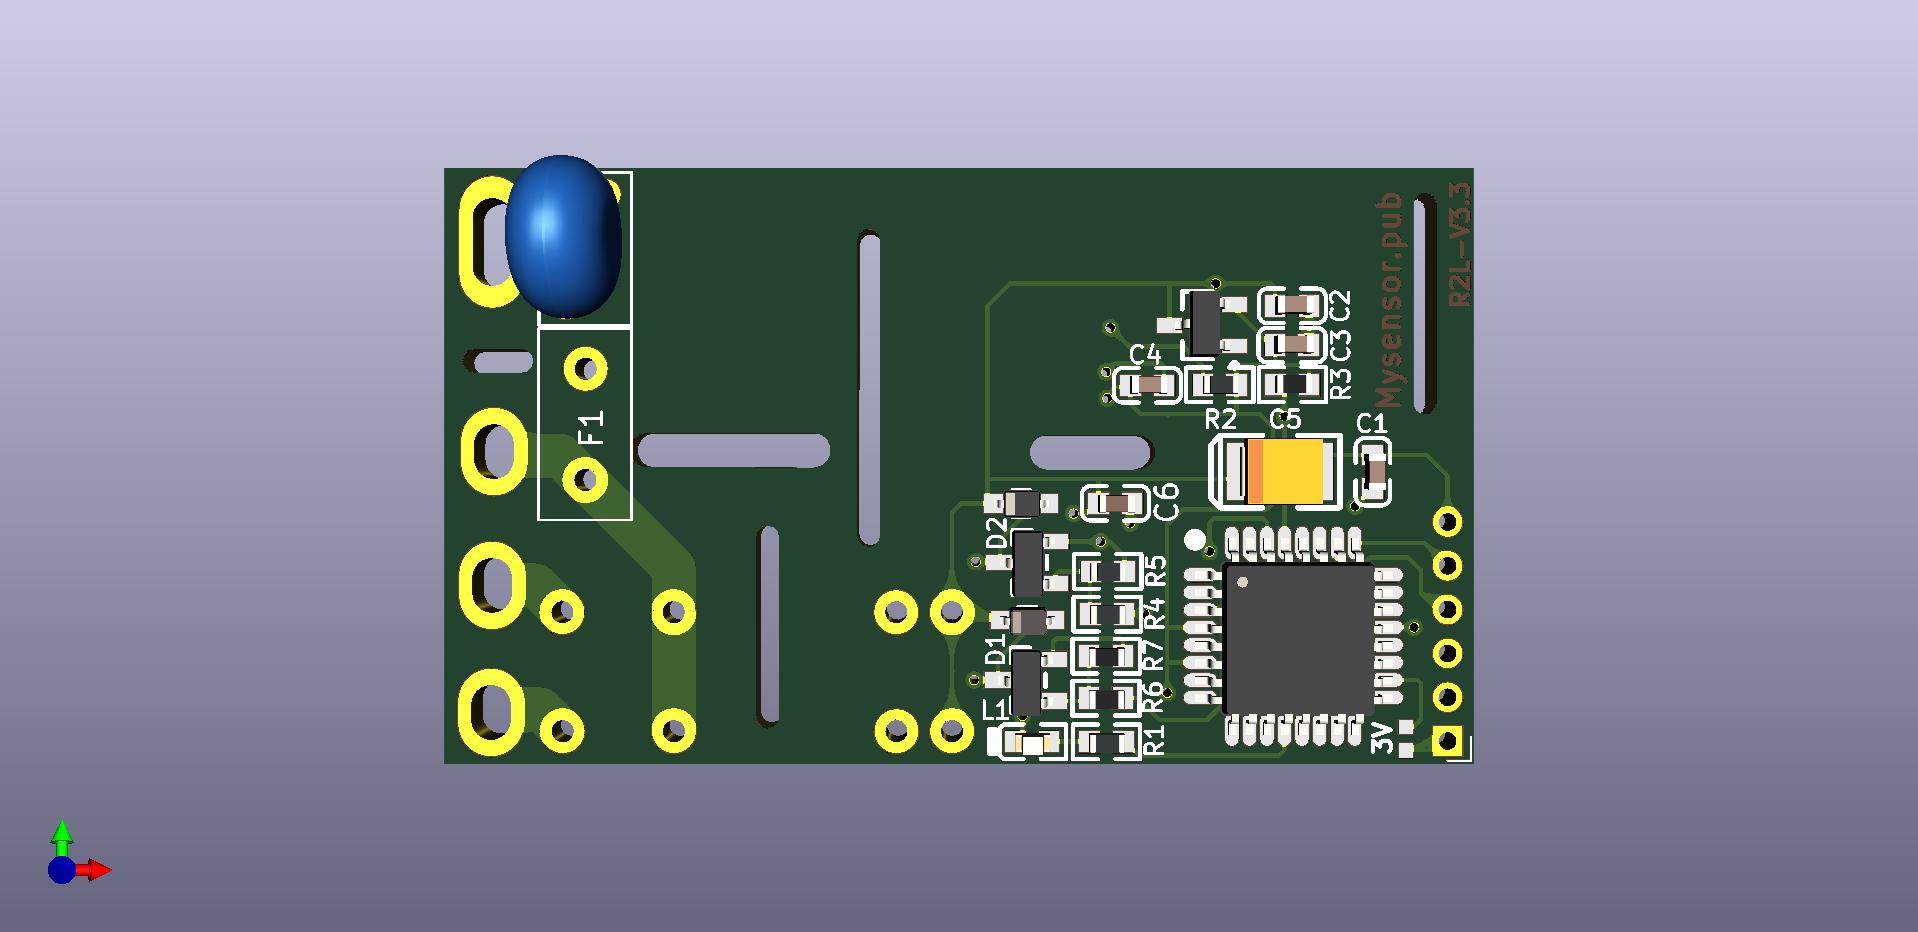 Mysensor.pub
R2L-V3.3
C2
C3
C4
R3
R2
C5
C1
F1
C6
D2
R5
R4
D1
R7
R6
L1
R1
3V